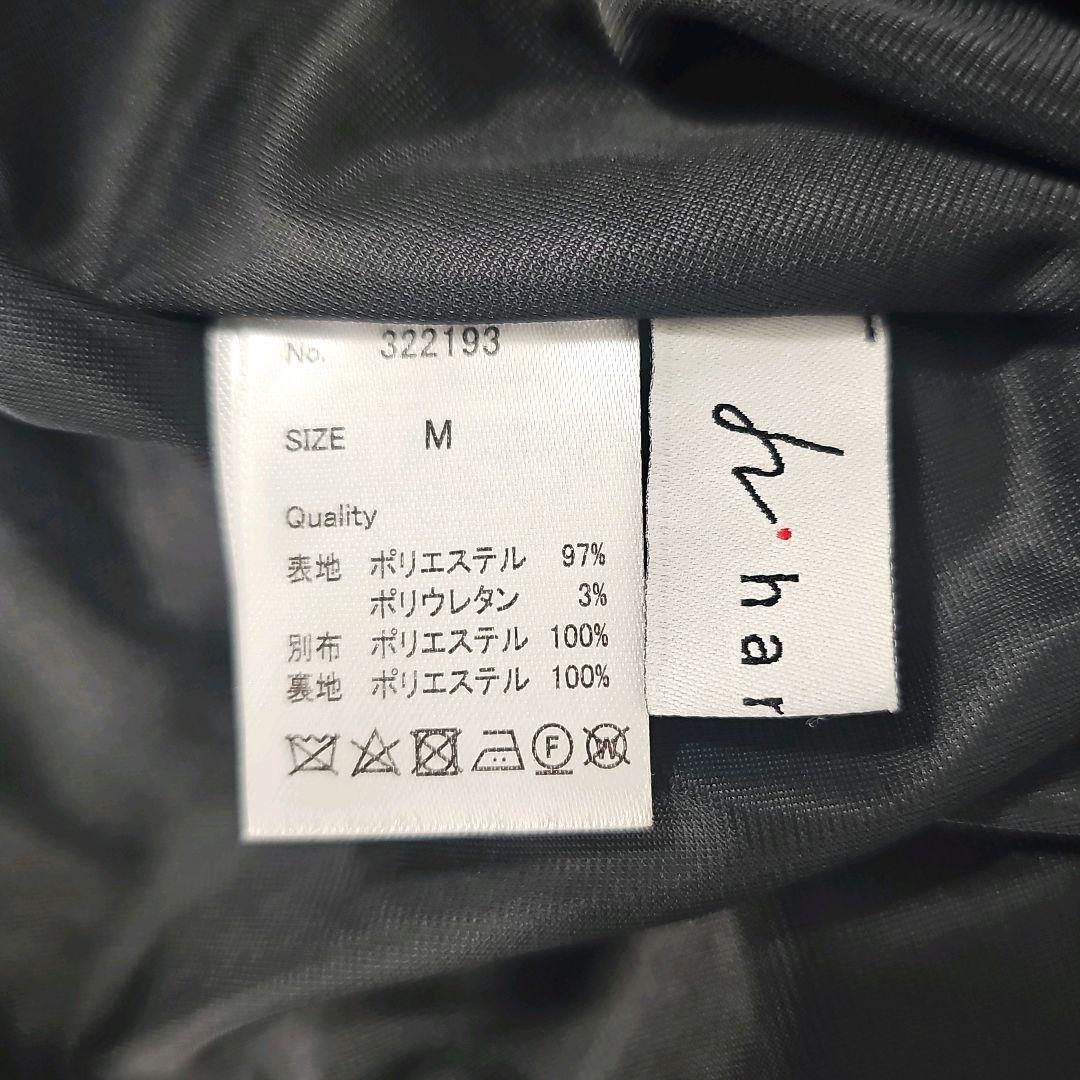 No. 322193
SIZE M
Quality
表地 ポリエステル 97%
ポリウレタン 3%
別布 ポリエステル 100%
裏地 ポリエステル 100%
F W
h
har